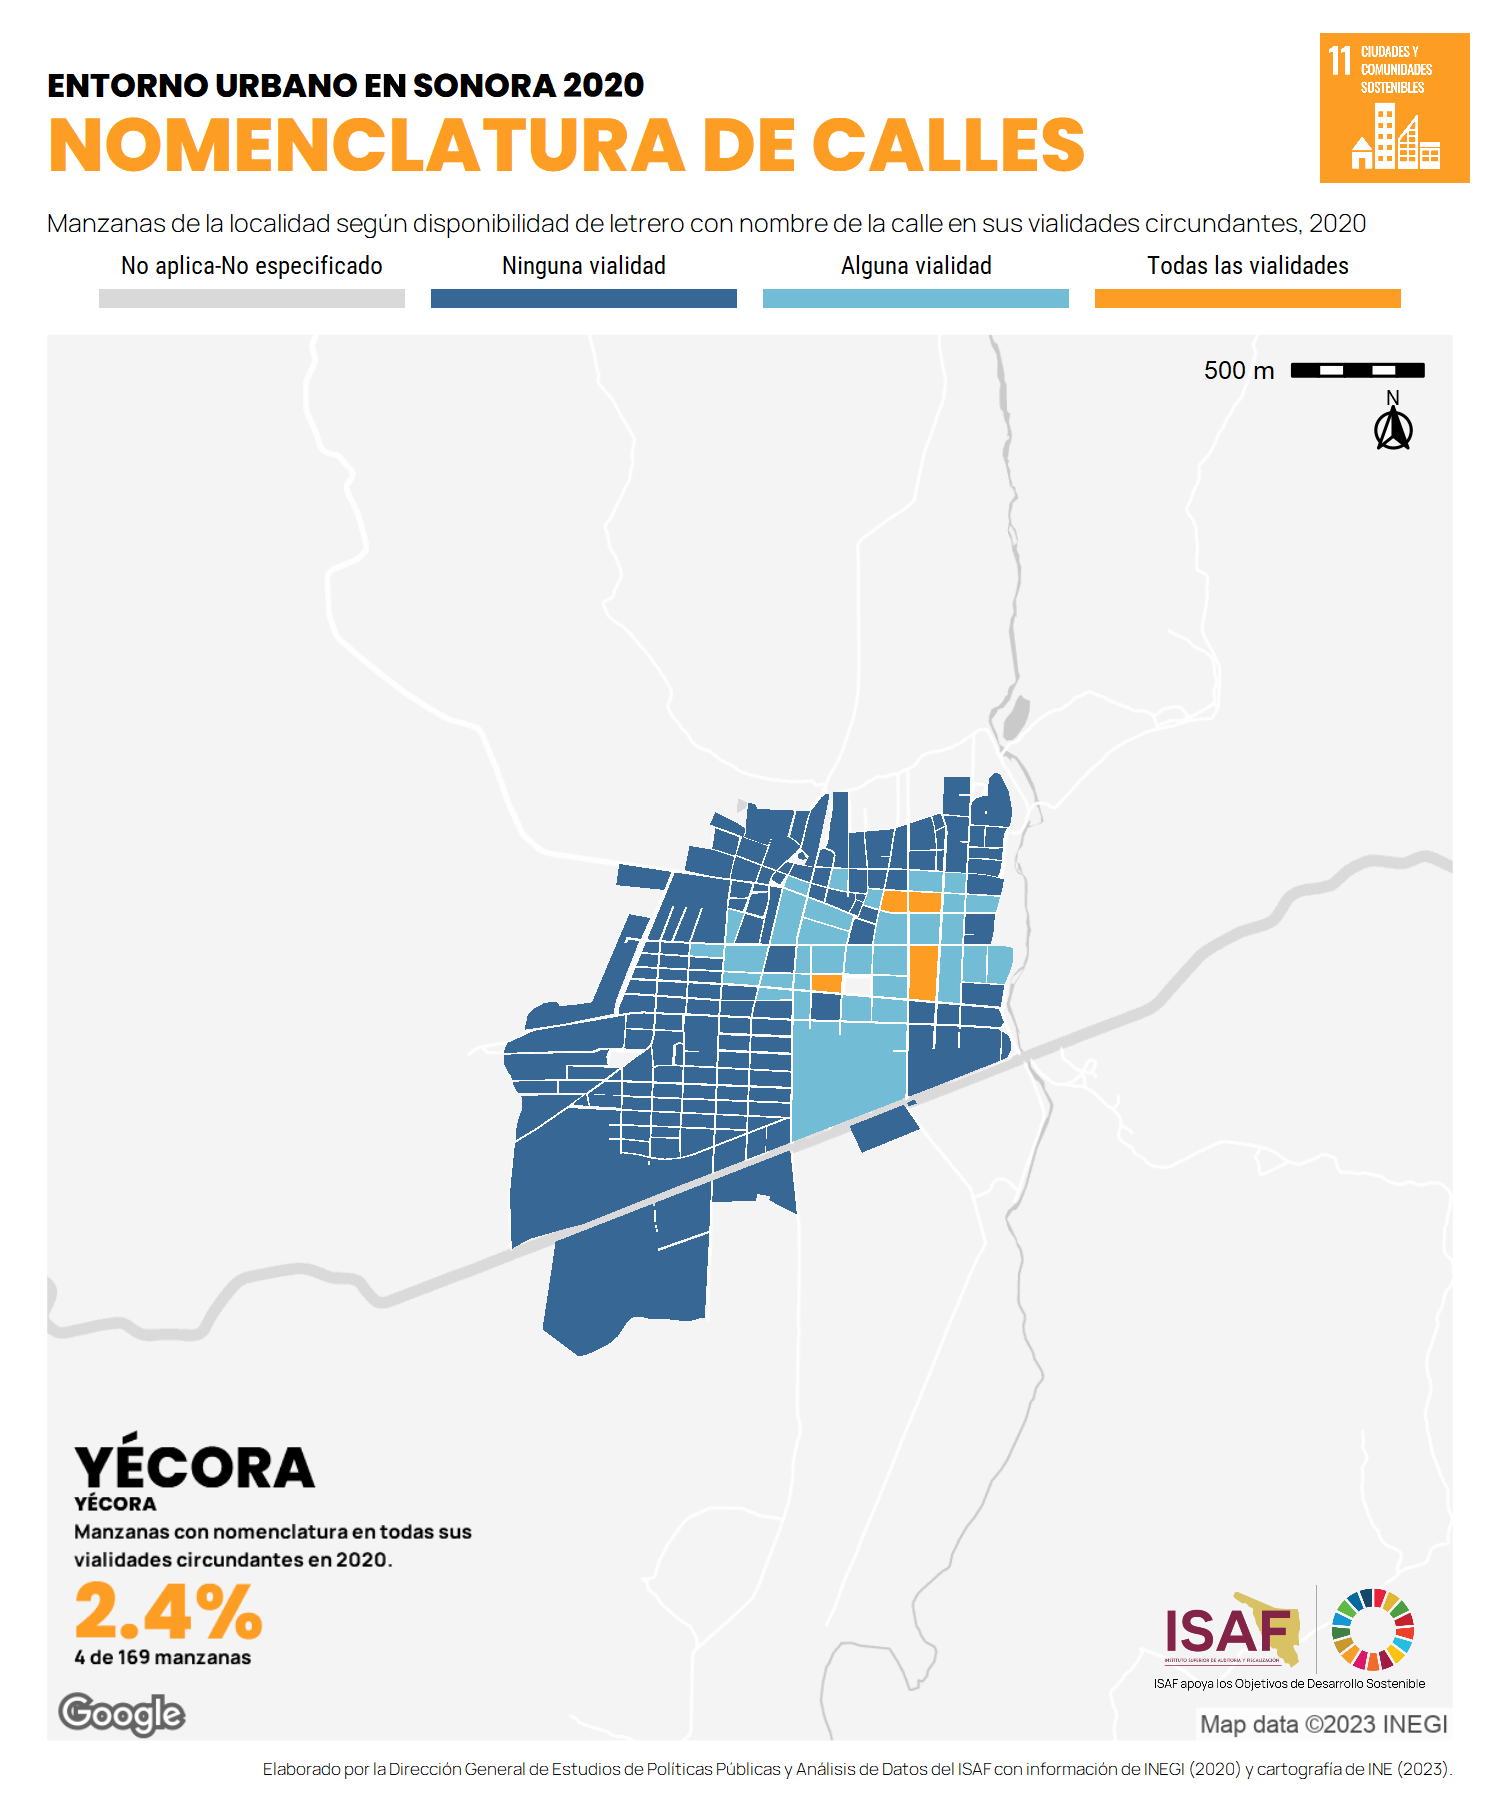 ENTORNO URBANO EN SONORA 2020
NOMENCLATURA DE CALLES
11 CIUDADES Y
COMUNIDADES
SOSTENIBLES
Manzanas de la localidad según disponibilidad de letrero con nombre de la calle en sus vialidades circundantes, 2020
No aplica-No especificado Ninguna vialidad Alguna vialidad Todas las vialidades
500 m
N
YÉCORA
YÉCORA
Manzanas con nomenclatura en todas sus
vialidades circundantes en 2020.
2.4%
4 de 169 manzanas
ISAF
INSTITUTO SUPERIOR DE AUDITORÍA Y FISCALIZACIÓN
ISAF apoya los Objetivos de Desarrollo Sostenible
Google
Map data ©2023 INEGI
Elaborado por la Dirección General de Estudios de Políticas Públicas y Análisis de Datos del ISAF con información de INEGI (2020) y cartografía de INE (2023).